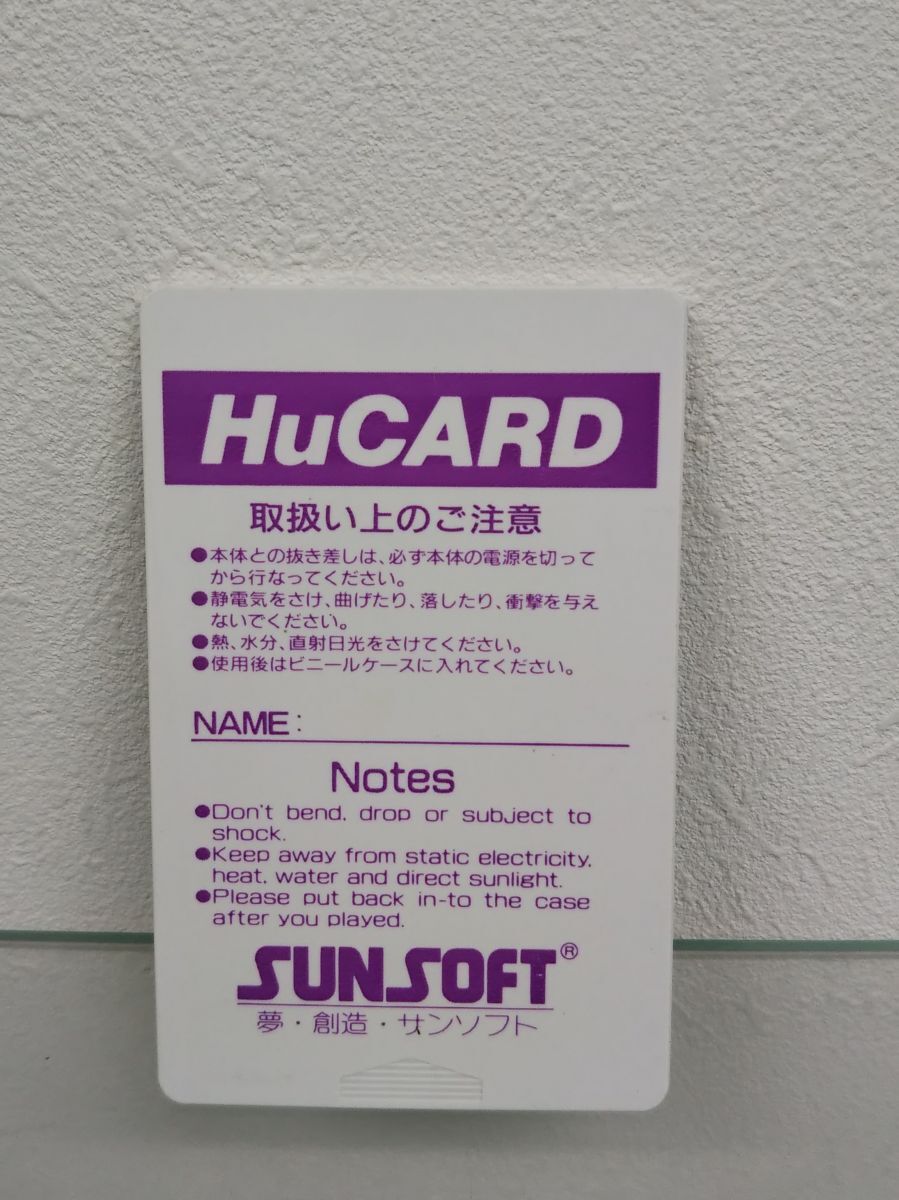 HuCARD
取扱い上のご注意
●本体との抜き差しは、必ず本体の電源を切って
から行なってください。
●静電気をさけ、曲げたり、落したり、衝撃を与え
ないでください。
●熱、水分、直射日光をさけてください。
●使用後はビニールケースに入れてください。
NAME:
Notes
●Don't bend, drop or subject to
shock.
●Keep away from static electricity,
heat, water and direct sunlight.
●Please put back in-to the case
after you played.
SUNSOFT®
夢・創造・サンソフト